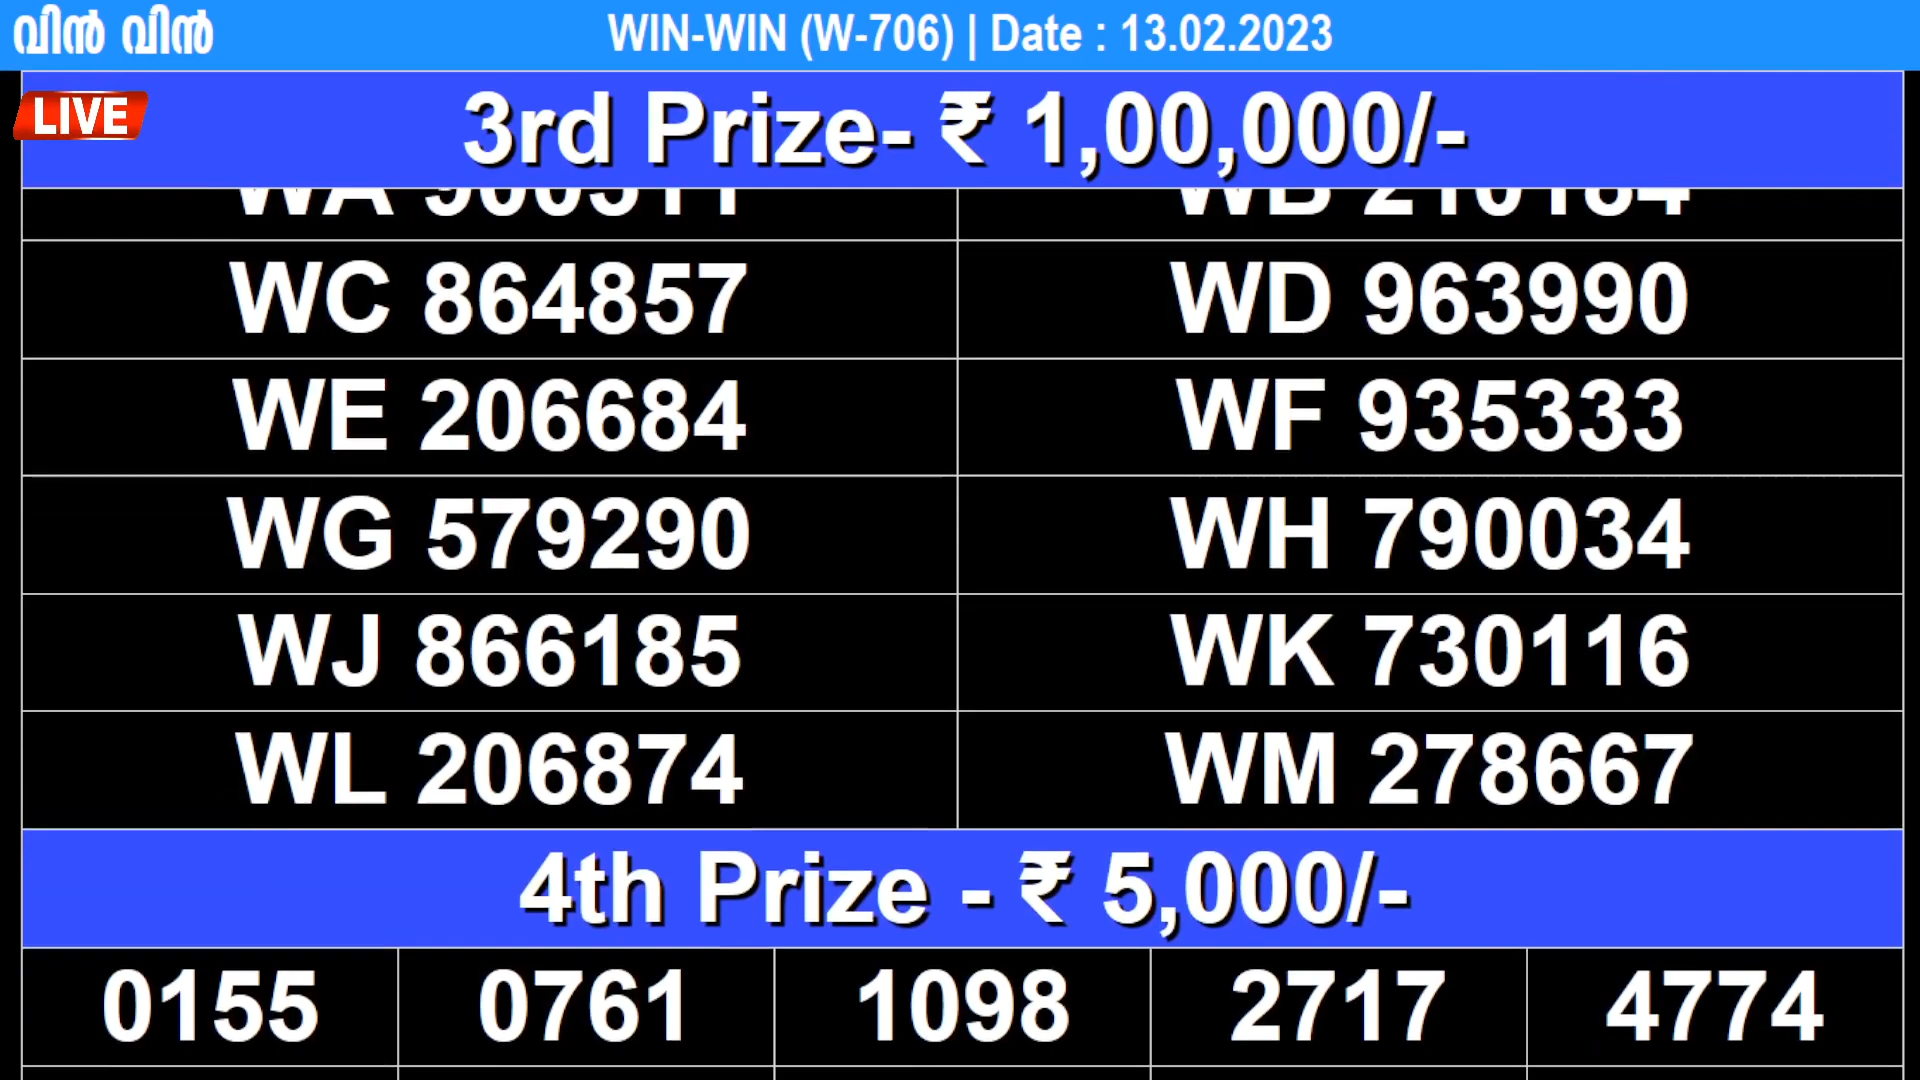 വിൻ വിൻ WIN-WIN (W-706) | Date : 13.02.2023
LIVE
3rd Prize- ₹ 1,00,000/-
WC 864857 WD 963990
WE 206684 WF 935333
WG 579290 WH 790034
WJ 866185 WK 730116
WL 206874 WM 278667
4th Prize - ₹ 5,000/-
0155 0761 1098 2717 4774